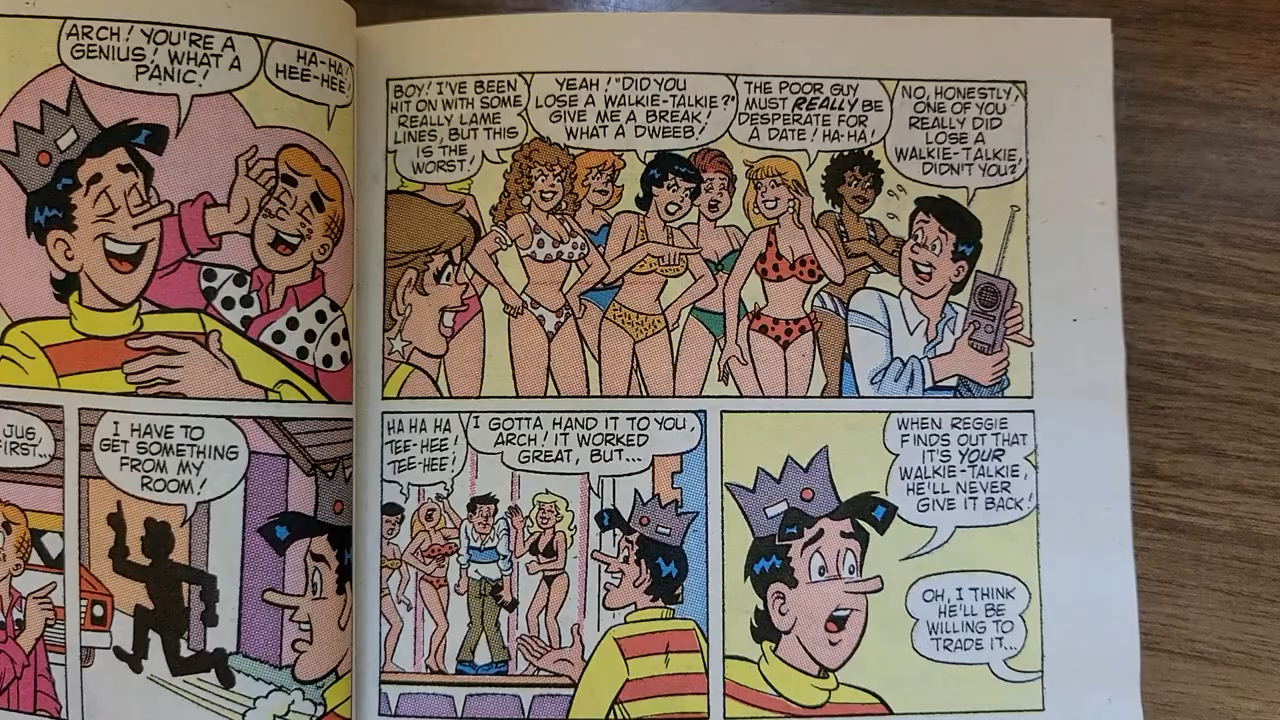 ARCH! YOU'RE A
GENIUS! WHAT A
PANIC!
HA-HA!
HEE-HEE!
JUG,
FIRST...
I HAVE TO
GET SOMETHING
FROM MY
ROOM!
BOY! I'VE BEEN
HIT ON WITH SOME
REALLY LAME
LINES, BUT THIS
IS THE
WORST!
YEAH! "DID YOU
LOSE A WALKIE-TALKIE?"
GIVE ME A BREAK!
WHAT A DWEEB!
THE POOR GUY
MUST REALLY BE
DESPERATE FOR
A DATE! HA-HA!
NO, HONESTLY!
ONE OF YOU
REALLY DID
LOSE A
WALKIE-TALKIE,
DIDN'T YOU?
HA HA HA
TEE-HEE!
TEE-HEE!
I GOTTA HAND IT TO YOU,
ARCH! IT WORKED
GREAT, BUT...
WHEN REGGIE
FINDS OUT THAT
IT'S YOUR
WALKIE-TALKIE,
HE'LL NEVER
GIVE IT BACK!
OH, I THINK
HE'LL BE
WILLING TO
TRADE IT...